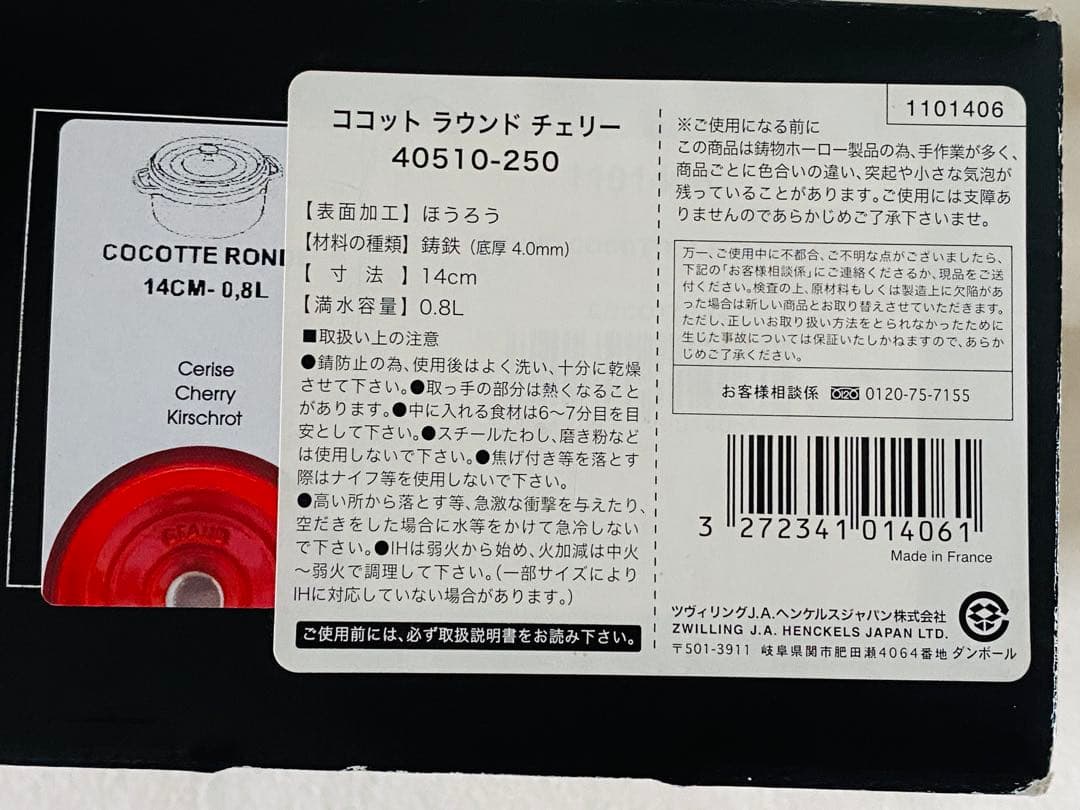 COCOTTE RON
14CM- 0,8L
Cerise
Cherry
Kirschrot
STAUB
ココット ラウンド チェリー
40510-250
【表面加工】ほうろう
【材料の種類】鋳鉄（底厚 4.0mm）
【寸法】14cm
【満水容量】0.8L
■取扱い上の注意
●錆防止の為、使用後はよく洗い、十分に乾燥
させて下さい。●取っ手の部分は熱くなること
があります。●中に入れる食材は6〜7分目を目
安として下さい。●スチールたわし、磨き粉など
は使用しないで下さい。●焦げ付き等を落とす
際はナイフ等を使用しないで下さい。
●高い所から落とす等、急激な衝撃を与えたり、
空だきをした場合に水等をかけて急冷しない
で下さい。●IHは弱火から始め、火加減は中火
〜弱火で調理して下さい。（一部サイズにより
IHに対応していない場合があります。）
ご使用前には、必ず取扱説明書をお読み下さい。
1101406
※ご使用になる前に
この商品は鋳物ホーロー製品の為、手作業が多く、
商品ごとに色合いの違い、突起や小さな気泡が
残っていることがあります。ご使用には支障あ
りませんのであらかじめご了承下さいませ。
万一、ご使用中に不都合、ご不明な点がございましたら、
下記の「お客様相談係」にご連絡くださるか、現品をご送
付ください。検査の上、原材料もしくは製造上に欠陥があ
った場合は新しい商品とお取り替えさせていただきます。
ただし、正しいお取り扱い方法をとられなかったために
生じた事故については保証いたしかねますので、あらか
じめご了承ください。
お客様相談係 0120-75-7155
3 272341 014061
Made in France
ツヴィリングJ.A.ヘンケルスジャパン株式会社
ZWILLING J.A. HENCKELS JAPAN LTD.
〒501-3911 岐阜県関市肥田瀬4064番地 ダンボール